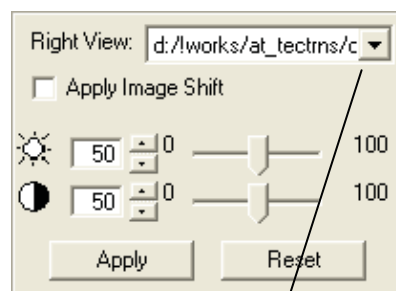 Right View: d:/!works/at_tectrns/c
Apply Image Shift
50 0 100
50 0 100
Apply Reset